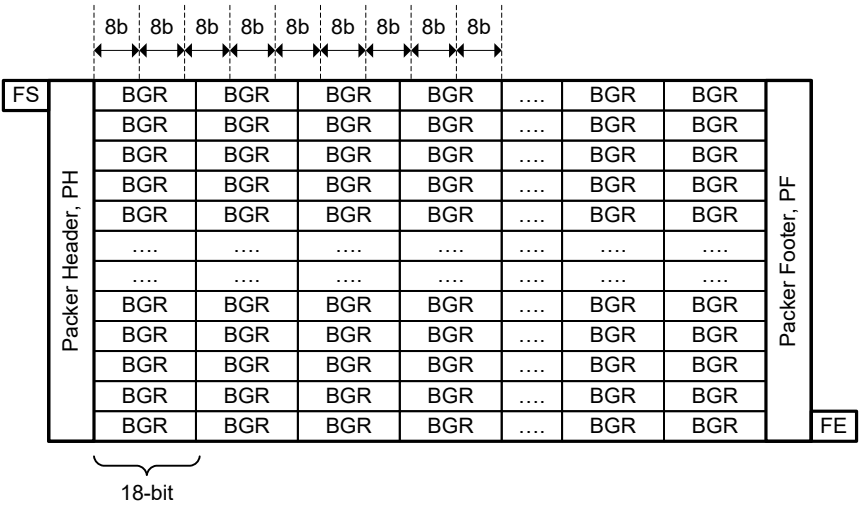 8b 8b 8b 8b 8b 8b 8b 8b 8b
FS BGR BGR BGR BGR .... BGR BGR
BGR BGR BGR BGR .... BGR BGR
BGR BGR BGR BGR .... BGR BGR
BGR BGR BGR BGR .... BGR BGR
BGR BGR BGR BGR .... BGR BGR
.... .... .... .... .... .... ....
.... .... .... .... .... .... ....
BGR BGR BGR BGR .... BGR BGR
BGR BGR BGR BGR .... BGR BGR
BGR BGR BGR BGR .... BGR BGR
BGR BGR BGR BGR .... BGR BGR
BGR BGR BGR BGR .... BGR BGR FE
Packer Header, PH
Packer Footer, PF
18-bit